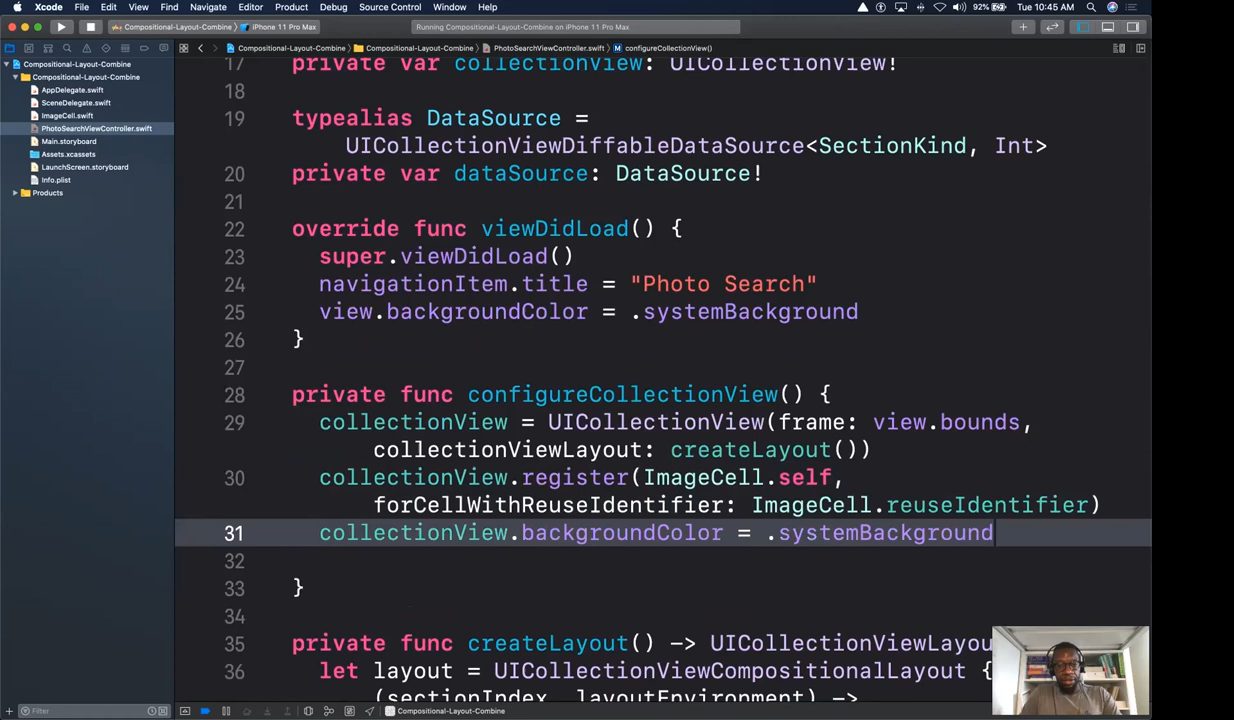 Xcode File Edit View Find Navigate Editor Product Debug Source Control Window Help 92% Tue 10:45 AM
Compositional-Layout-Combine iPhone 11 Pro Max Running Compositional-Layout-Combine on iPhone 11 Pro Max
Compositional-Layout-Combine Compositional-Layout-Combine PhotoSearchViewController.swift M configureCollectionView()
Compositional-Layout-Combine
Compositional-Layout-Combine
AppDelegate.swift
SceneDelegate.swift
ImageCell.swift
PhotoSearchViewController.swift
Main.storyboard
Assets.xcassets
LaunchScreen.storyboard
Info.plist
Products
17 private var collectionView: UICollectionView!
18
19 typealias DataSource =
UICollectionViewDiffableDataSource<SectionKind, Int>
20 private var dataSource: DataSource!
21
22 override func viewDidLoad() {
23 super.viewDidLoad()
24 navigationItem.title = "Photo Search"
25 view.backgroundColor = .systemBackground
26 }
27
28 private func configureCollectionView() {
29 collectionView = UICollectionView(frame: view.bounds,
collectionViewLayout: createLayout())
30 collectionView.register(ImageCell.self,
forCellWithReuseIdentifier: ImageCell.reuseIdentifier)
31 collectionView.backgroundColor = .systemBackground
32
33 }
34
35 private func createLayout() -> UICollectionViewLayou
36 let layout = UICollectionViewCompositionalLayout {
(sectionIndex, layoutEnvironment) ->
Filter
Compositional-Layout-Combine